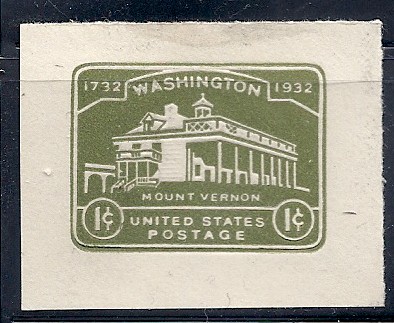 1732 WASHINGTON 1932
MOUNT VERNON
1¢ UNITED STATES 1¢
POSTAGE